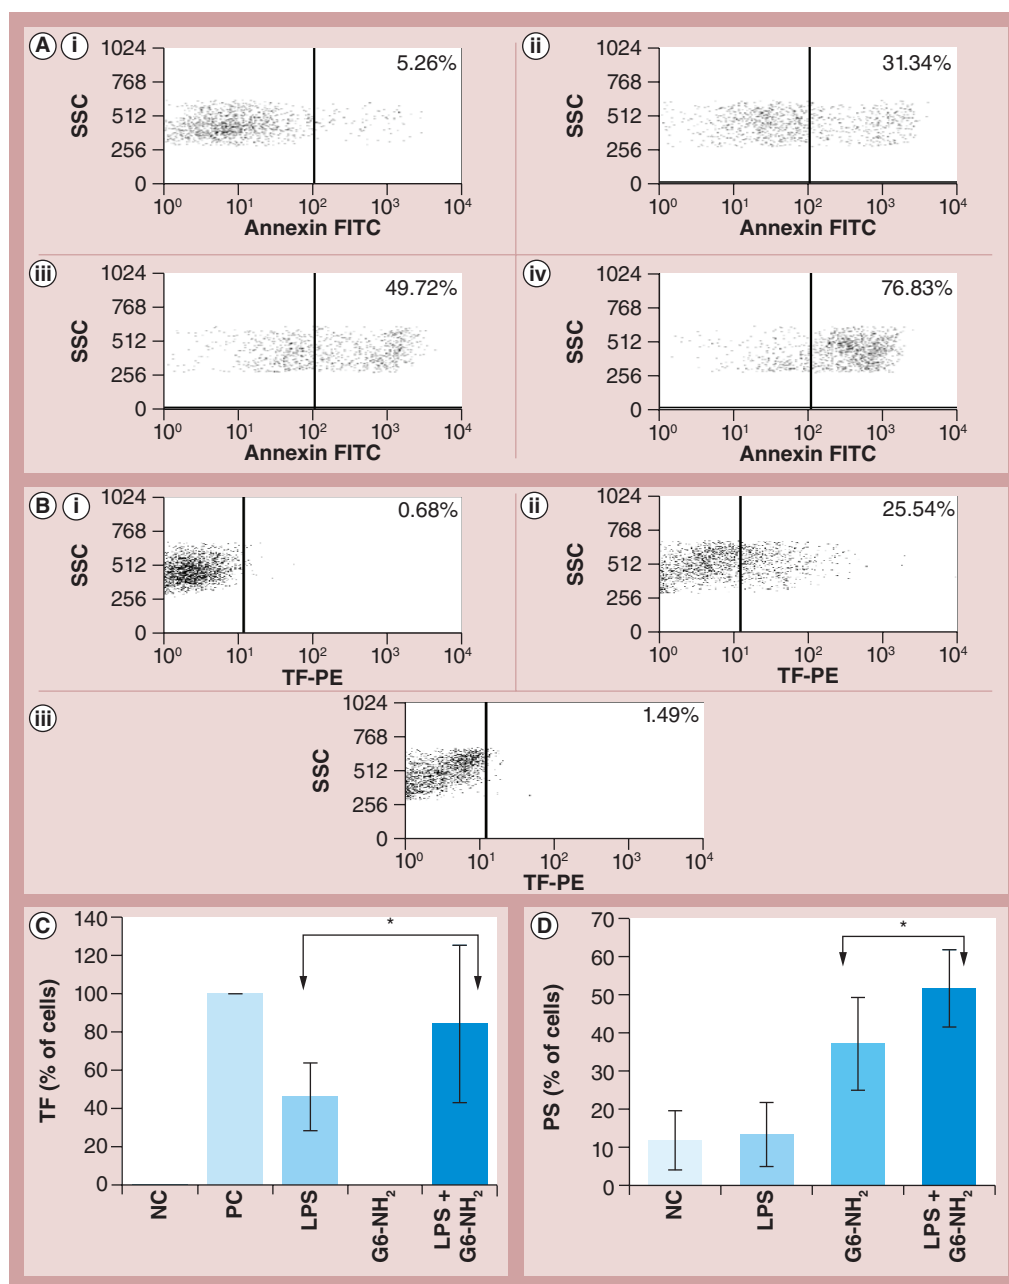 A i
1024
768
512
256
0
SSC
5.26%
10⁰ 10¹ 10² 10³ 10⁴
Annexin FITC
ii
1024
768
512
256
0
SSC
31.34%
10⁰ 10¹ 10² 10³ 10⁴
Annexin FITC
iii
1024
768
512
256
0
SSC
49.72%
10⁰ 10¹ 10² 10³ 10⁴
Annexin FITC
iv
1024
768
512
256
0
SSC
76.83%
10⁰ 10¹ 10² 10³ 10⁴
Annexin FITC
B i
1024
768
512
256
0
SSC
0.68%
10⁰ 10¹ 10² 10³ 10⁴
TF-PE
ii
1024
768
512
256
0
SSC
25.54%
10⁰ 10¹ 10² 10³ 10⁴
TF-PE
iii
1024
768
512
256
0
SSC
1.49%
10⁰ 10¹ 10² 10³ 10⁴
TF-PE
C
140
120
100
80
60
40
20
0
TF (% of cells)
*
NC
PC
LPS
G6-NH₂
LPS +
G6-NH₂
D
70
60
50
40
30
20
10
0
PS (% of cells)
*
NC
LPS
G6-NH₂
LPS +
G6-NH₂